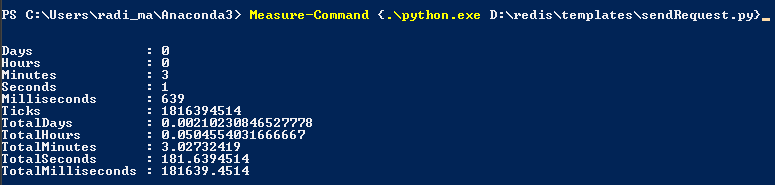 PS C:\Users\radi_ma\Anaconda3> Measure-Command {.\python.exe D:\redis\templates\sendRequest.py}
Days              : 0
Hours             : 0
Minutes           : 3
Seconds           : 1
Milliseconds      : 639
Ticks             : 1816394514
TotalDays         : 0.00210230846527778
TotalHours        : 0.0504554031666667
TotalMinutes      : 3.02732419
TotalSeconds      : 181.6394514
TotalMilliseconds : 181639.4514